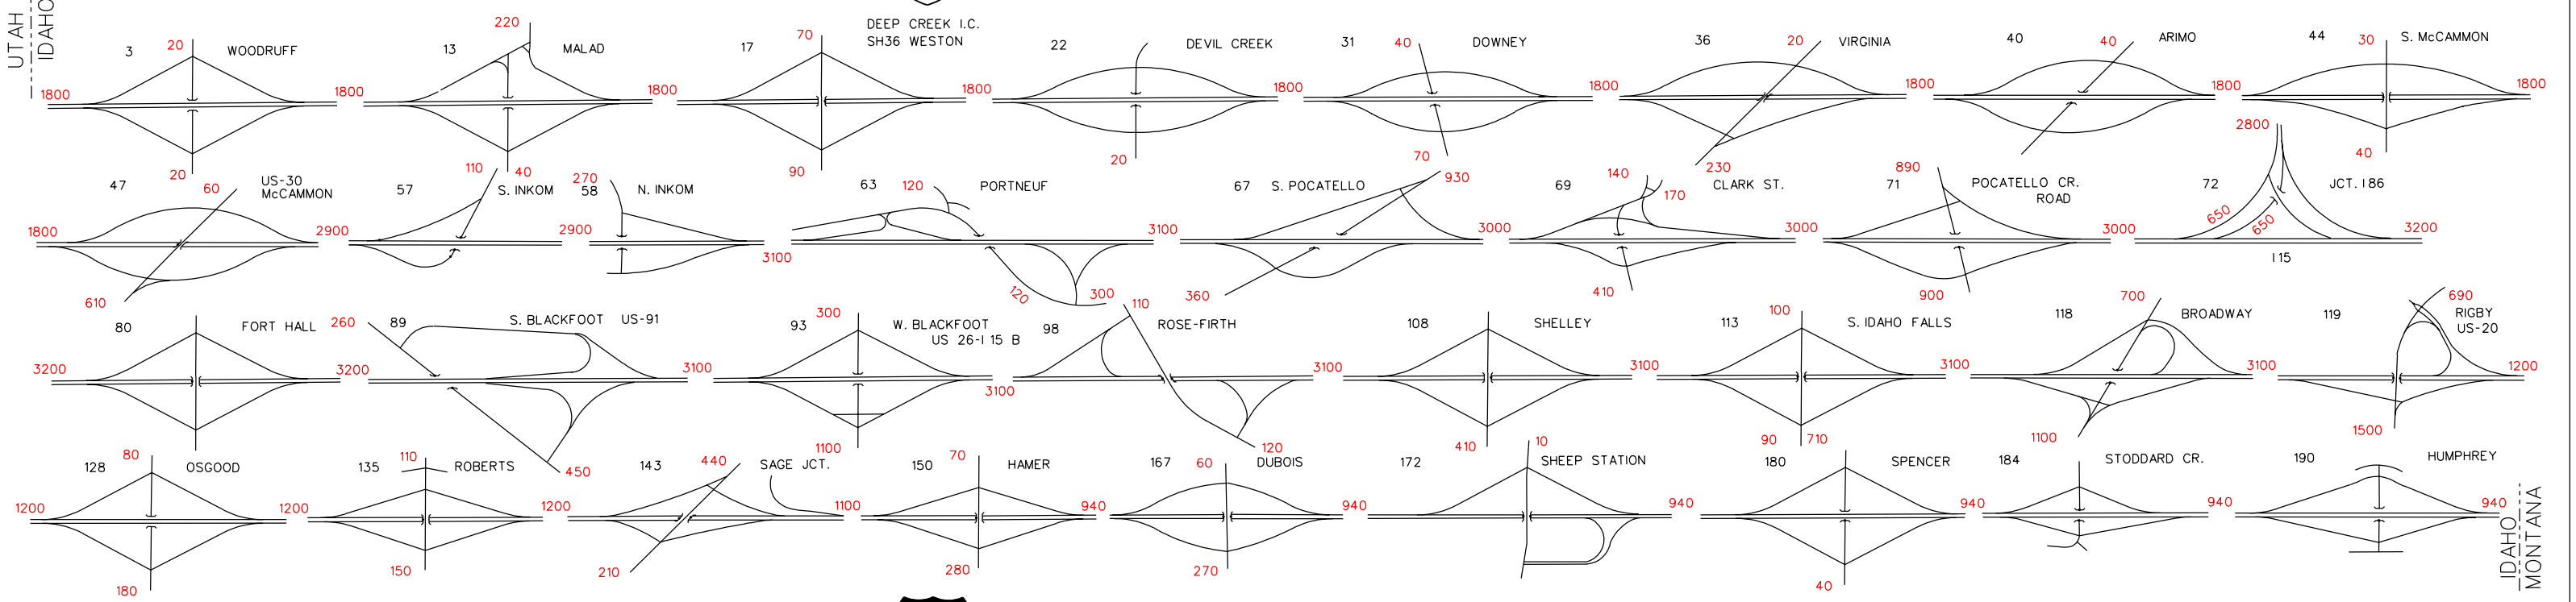 UTAH
IDAHO
3 20 WOODRUFF
220
13 MALAD
DEEP CREEK I.C.
17 70 SH36 WESTON
22 DEVIL CREEK
31 40 DOWNEY
36 20 VIRGINIA
40 40 ARIMO
44 30 S. McCAMMON
1800 1800 1800 1800 1800 1800 1800 1800 1800
20 110 40 90 20 70 230 890 2800 40
47 60 US-30
McCAMMON
57 S. INKOM
270
58 N. INKOM
63 120 PORTNEUF
67 S. POCATELLO 930
69 140 170 CLARK ST.
71 POCATELLO CR.
ROAD
72 JCT. I 86
650
650
1800 2900 2900 3100 3100 3000 3000 3000 3200
I 15
610 120 300 110 360 410 900
80 FORT HALL
260 89 S. BLACKFOOT US-91
93 300 W. BLACKFOOT
US 26-I 15 B
98 ROSE-FIRTH
108 SHELLEY
113 100 S. IDAHO FALLS
118 700 BROADWAY
119 690 RIGBY
US-20
3200 3200 3100 3100 3100 3100 3100 3100 1200
450 1100 120 410 90 710 1100 1500
128 80 OSGOOD
135 110 ROBERTS
143 440 SAGE JCT.
150 70 HAMER
167 60 DUBOIS
172 10 SHEEP STATION
180 SPENCER
184 STODDARD CR.
190 HUMPHREY
1200 1200 1200 1100 940 940 940 940 940 940
180 150 210 280 270 40
IDAHO
MONTANA